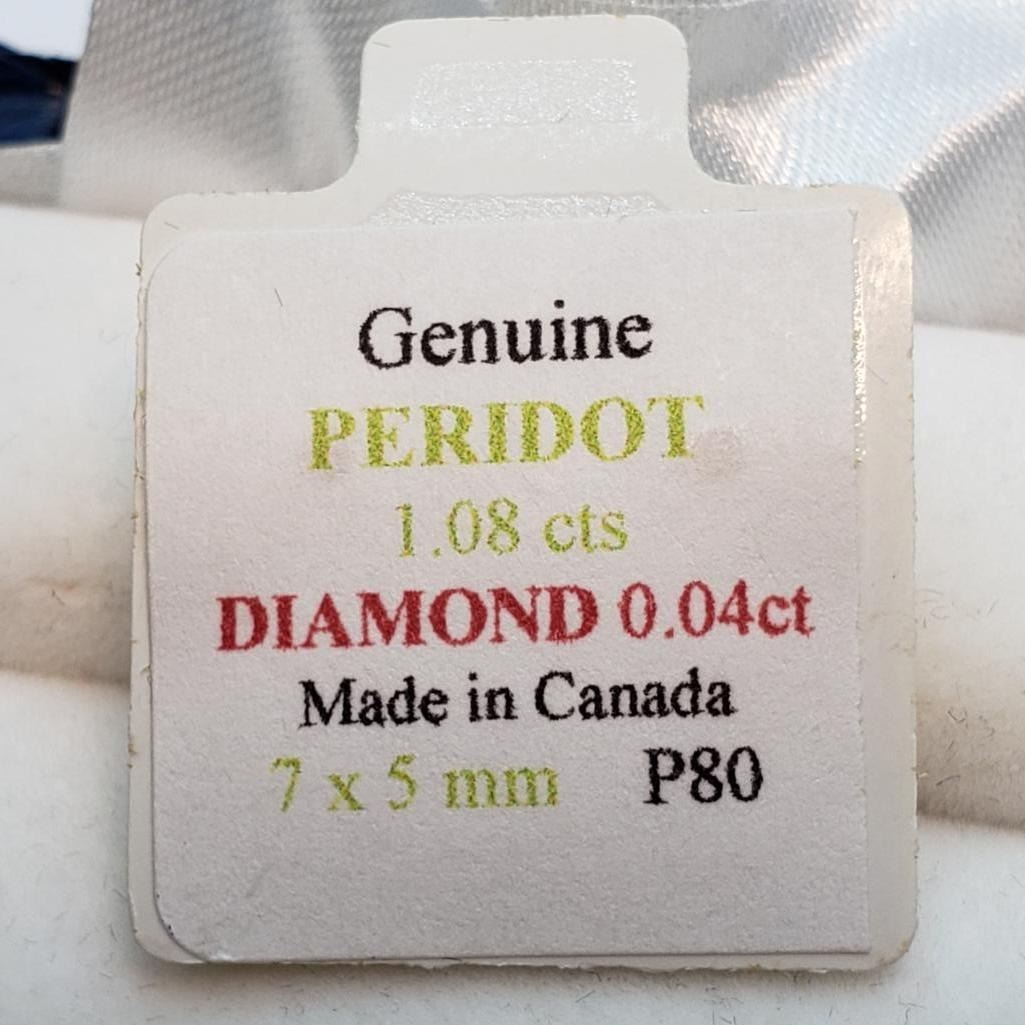 Genuine
PERIDOT
1.08 cts
DIAMOND 0.04ct
Made in Canada
7 x 5 mm P80